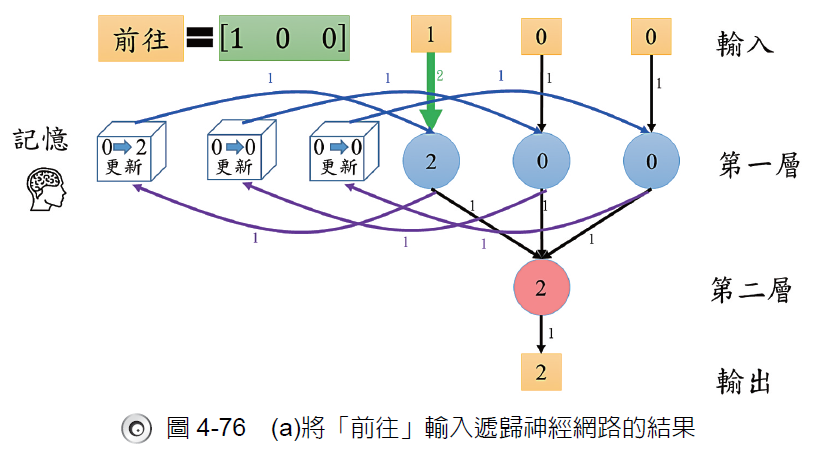 前往 = [1 0 0] 1 0 0 輸入
2 1 1
1 1 1
記憶 0➡2 更新 0➡0 更新 0➡0 更新 2 0 0 第一層
1 1 1
1 1 1
2 第二層
1
2 輸出
圖 4-76 (a)將「前往」輸入遞歸神經網路的結果